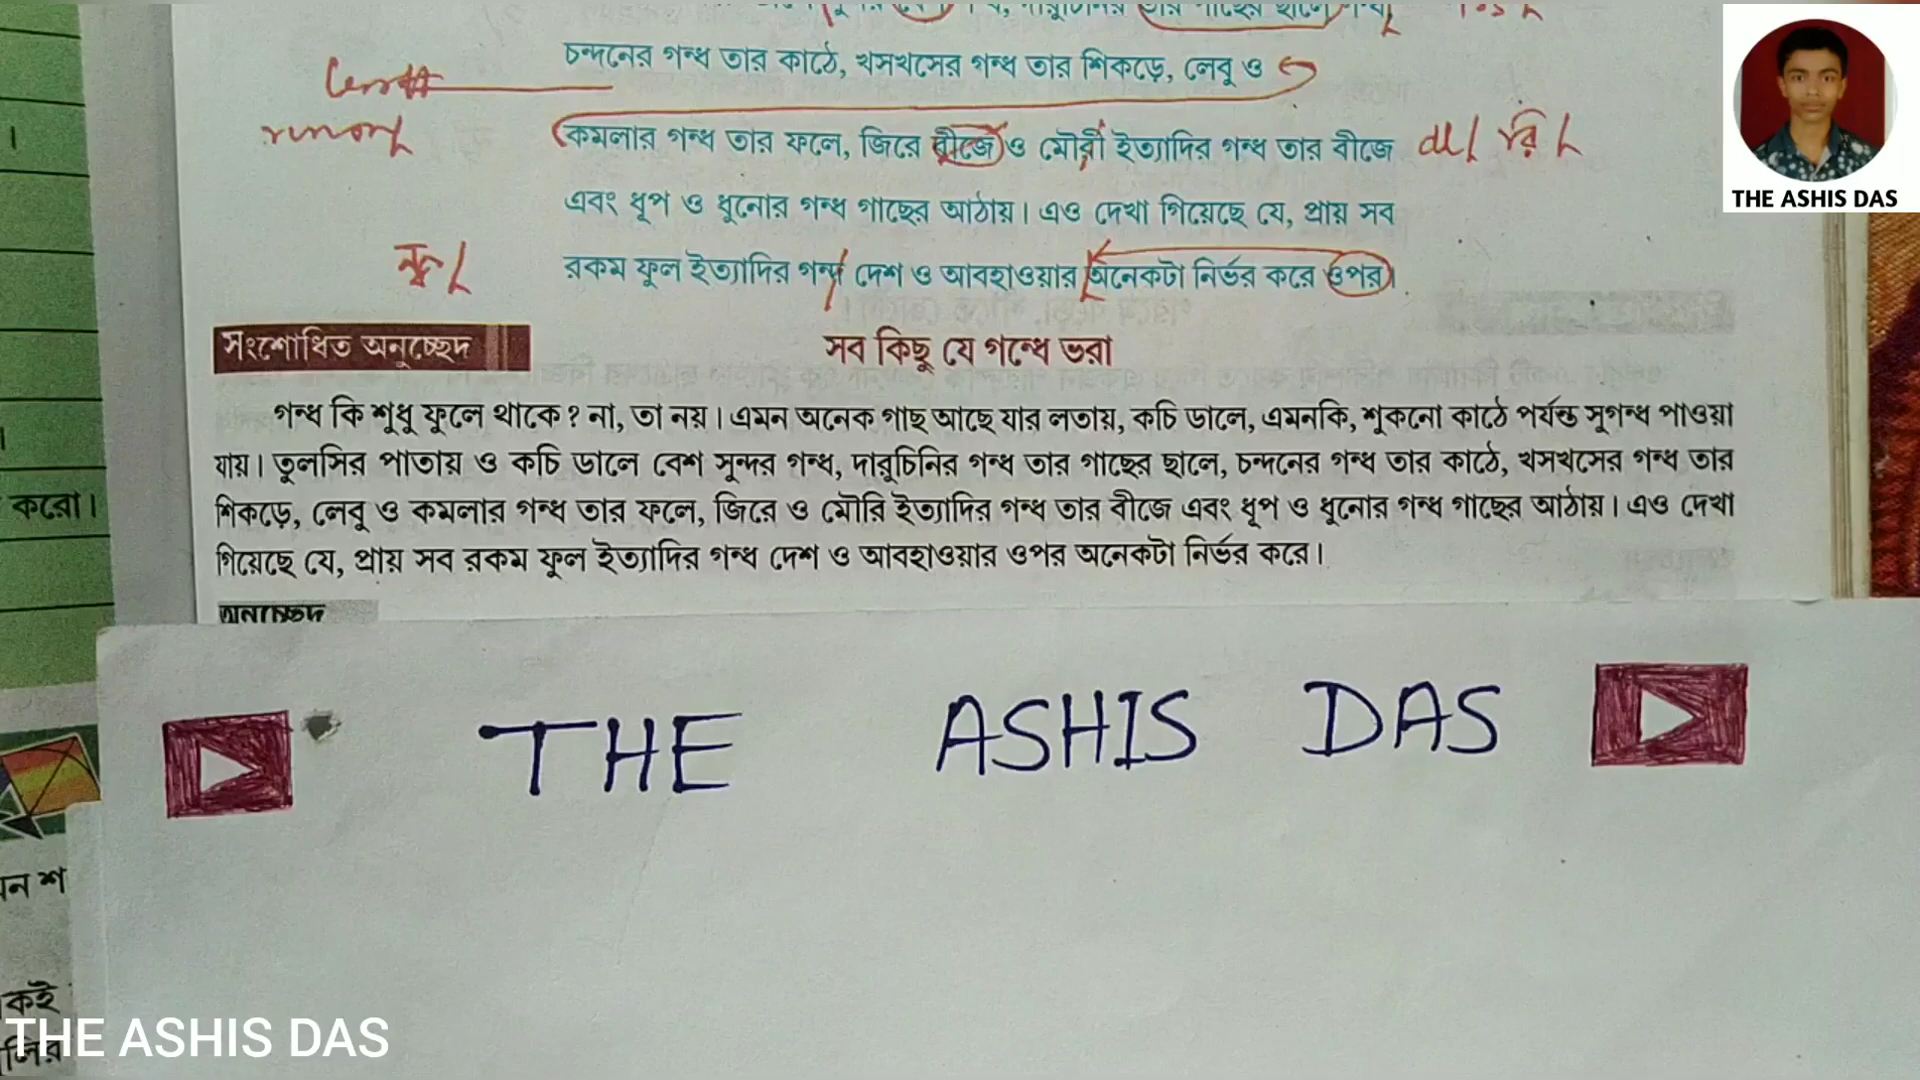 চন্দনের গন্ধ তার কাঠে, খসখসের গন্ধ তার শিকড়ে, লেবু ও
run on
কমলার গন্ধ তার ফলে, জিরে বীজে ও মৌরী ইত্যাদির গন্ধ তার বীজে
রি
এবং ধূপ ও ধুনোর গন্ধ গাছের আঠায়। এও দেখা গিয়েছে যে, প্রায় সব
রকম ফুল ইত্যাদির গন্দ দেশ ও আবহাওয়ার অনেকটা নির্ভর করে ওপর।
THE ASHIS DAS
সংশোধিত অনুচ্ছেদ
সব কিছু যে গন্ধে ভরা
গন্ধ কি শুধু ফুলে থাকে? না, তা নয়। এমন অনেক গাছ আছে যার লতায়, কচি ডালে, এমনকি, শুকনো কাঠে পর্যন্ত সুগন্ধ পাওয়া
যায়। তুলসির পাতায় ও কচি ডালে বেশ সুন্দর গন্ধ, দারুচিনির গন্ধ তার গাছের ছালে, চন্দনের গন্ধ তার কাঠে, খসখসের গন্ধ তার
শিকড়ে, লেবু ও কমলার গন্ধ তার ফলে, জিরে ও মৌরি ইত্যাদির গন্ধ তার বীজে এবং ধূপ ও ধুনোর গন্ধ গাছের আঠায়। এও দেখা
গিয়েছে যে, প্রায় সব রকম ফুল ইত্যাদির গন্ধ দেশ ও আবহাওয়ার ওপর অনেকটা নির্ভর করে।
করো।
THE ASHIS DAS
THE ASHIS DAS